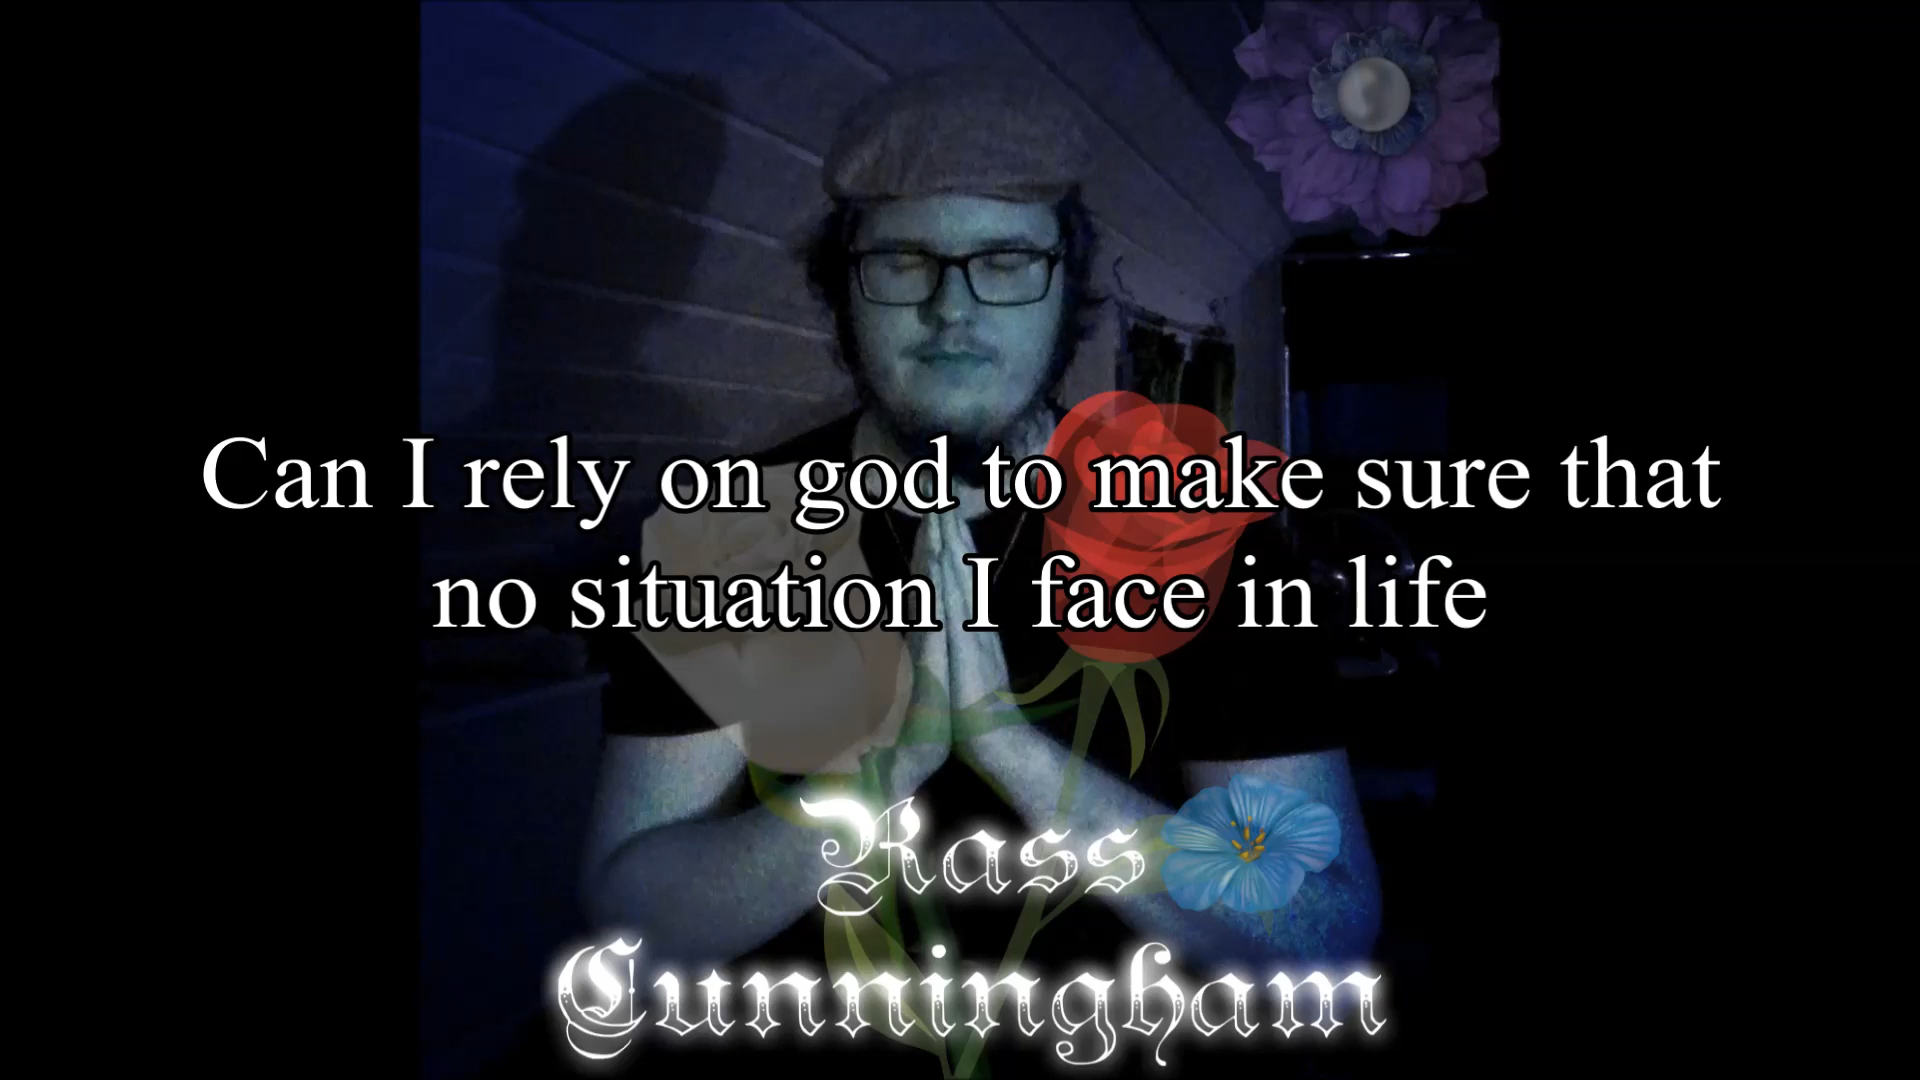 Can I rely on god to make sure that
no situation I face in life
Rass
Cunningham